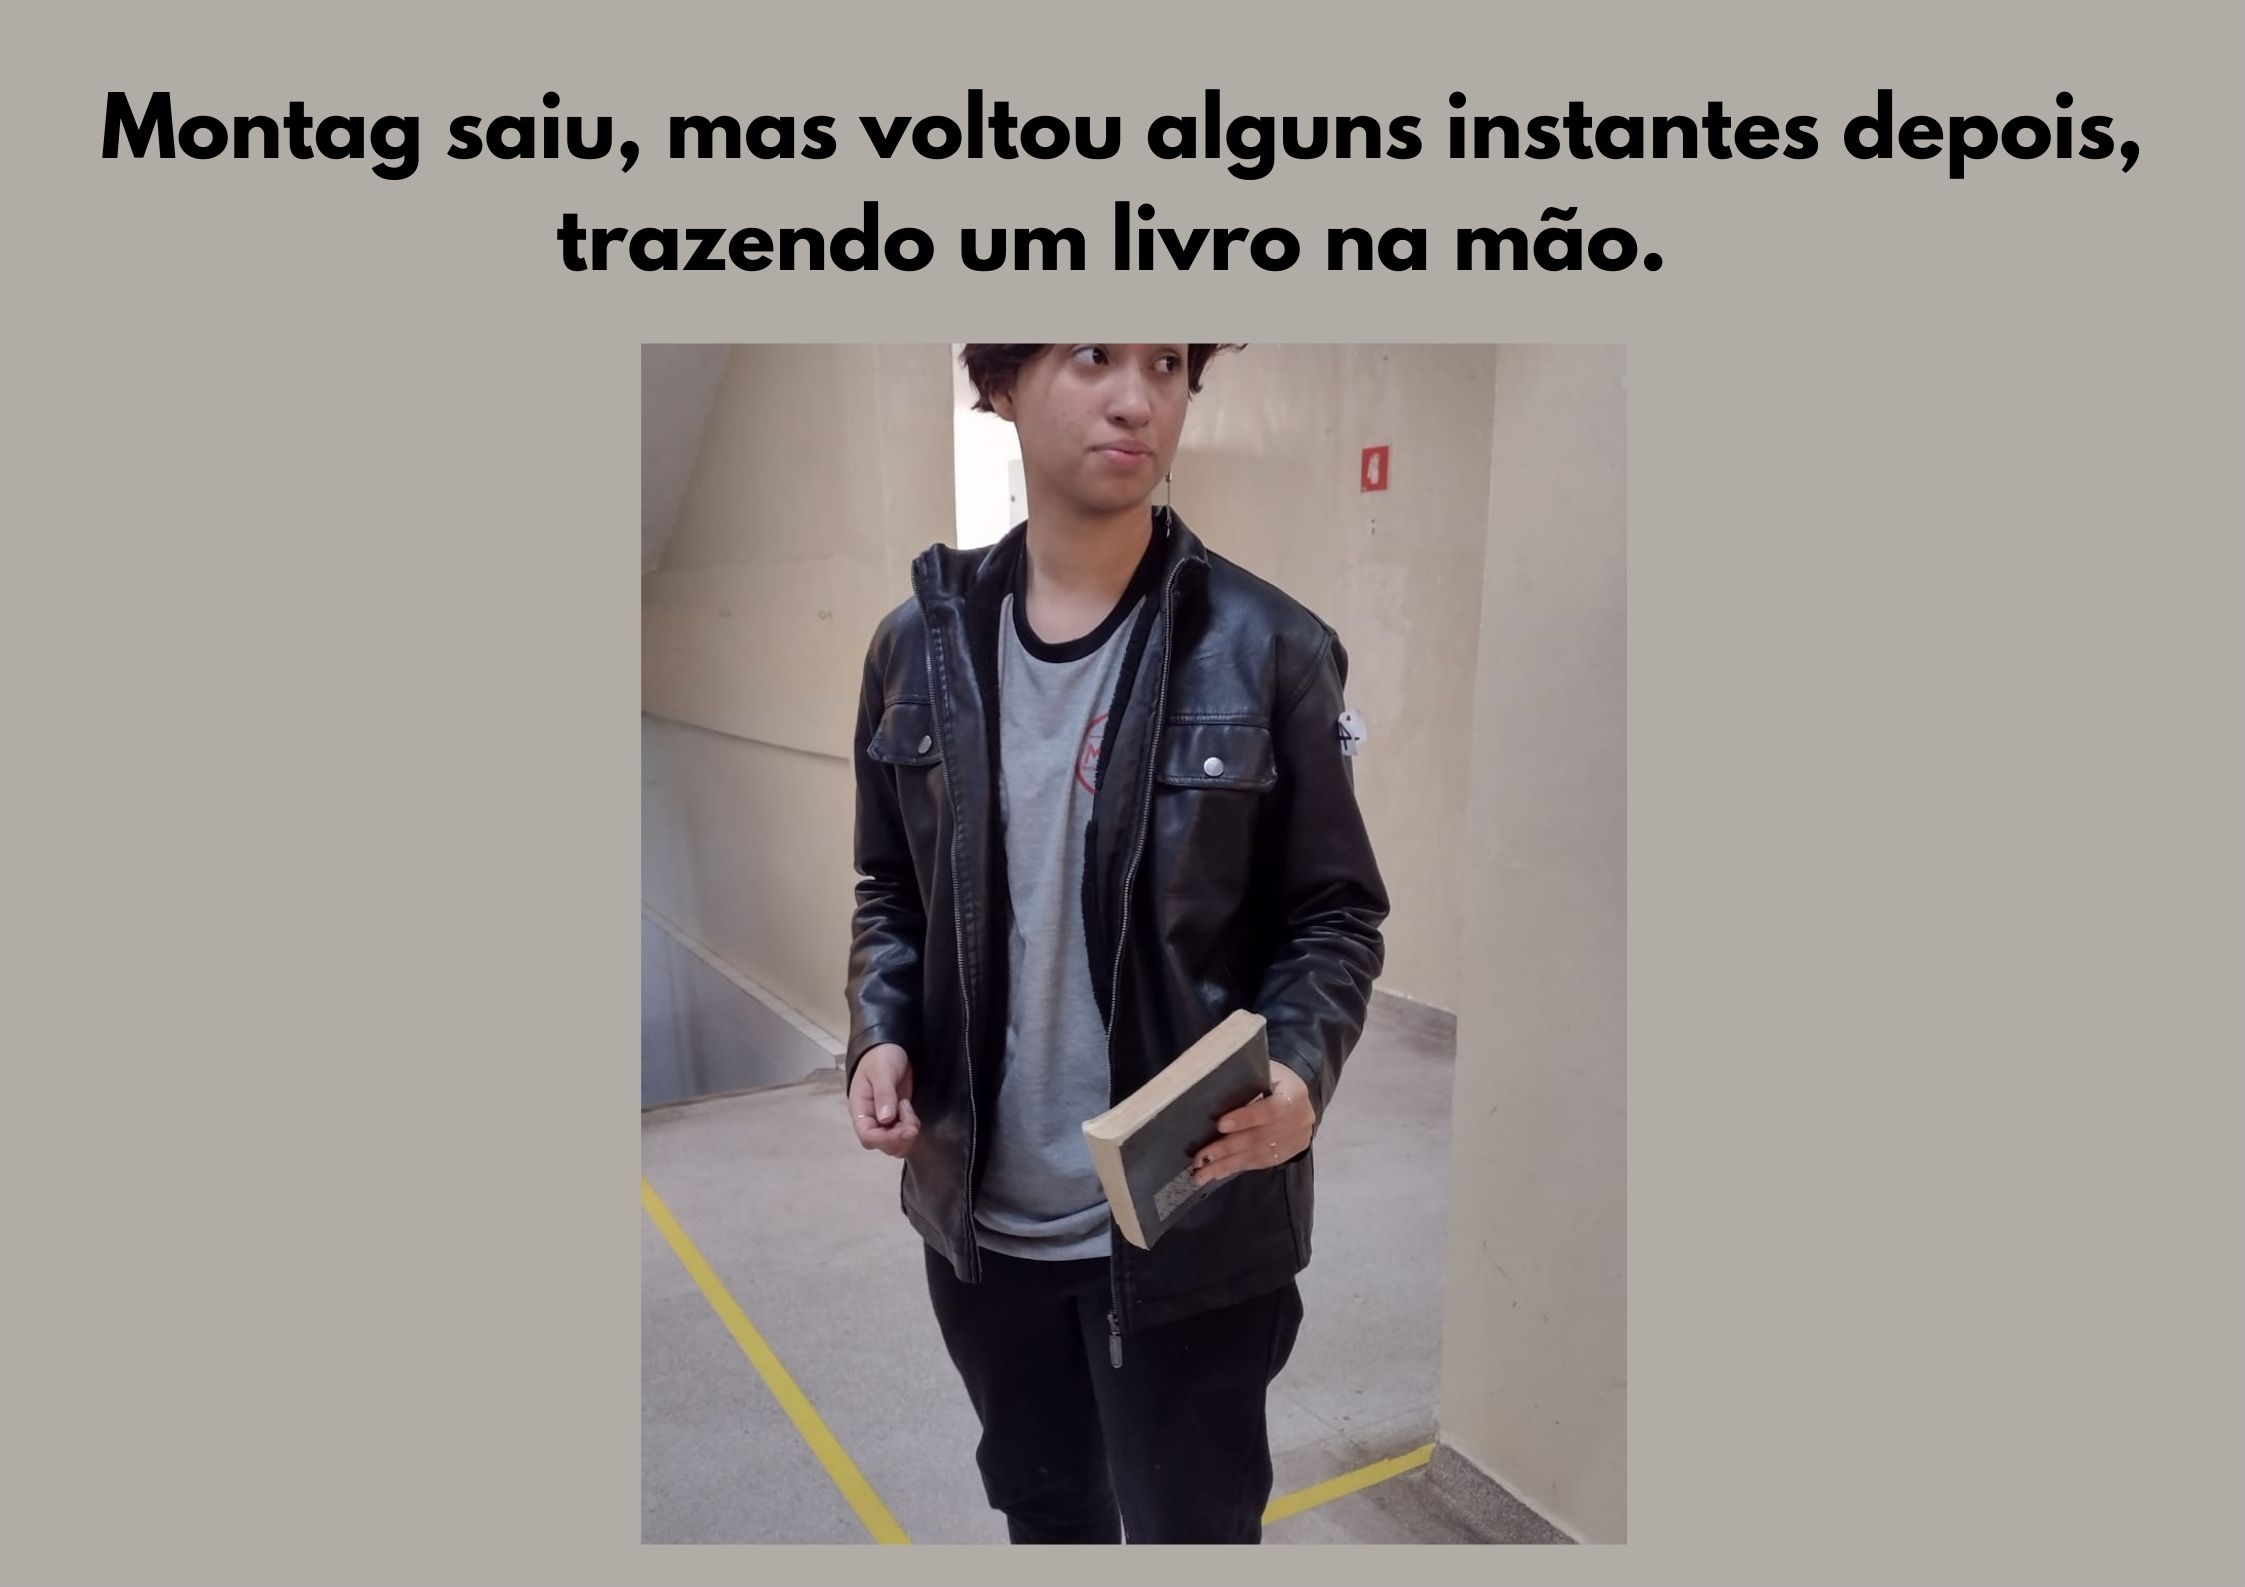 Montag saiu, mas voltou alguns instantes depois,
trazendo um livro na mão.